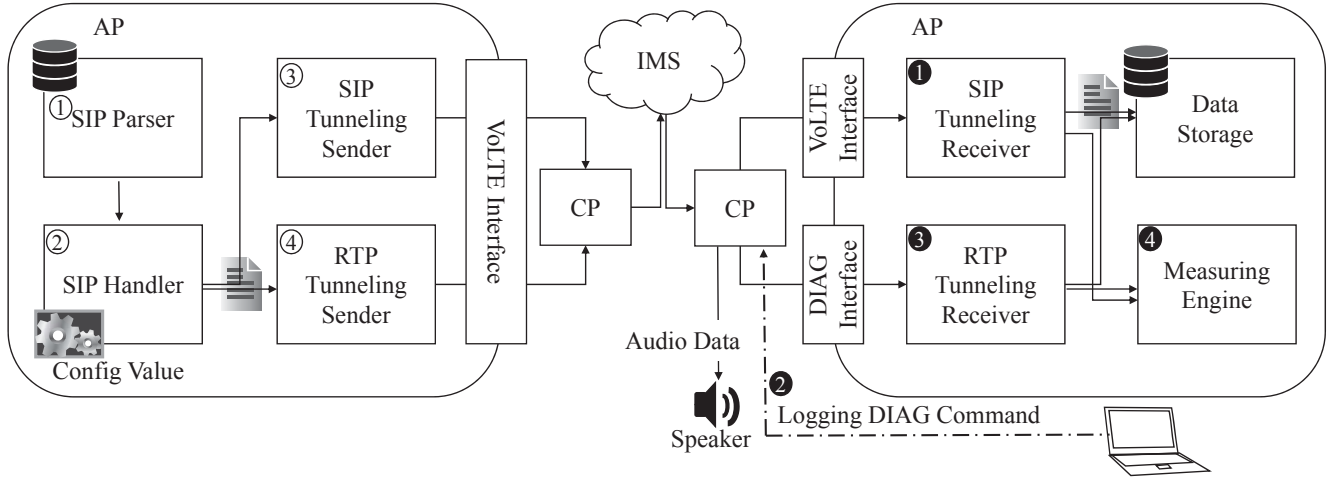 AP
①
SIP Parser
②
SIP Handler
Config Value
③
SIP
Tunneling
Sender
④
RTP
Tunneling
Sender
VoLTE Interface
CP
IMS
CP
Audio Data
Speaker
AP
VoLTE
Interface
DIAG
Interface
❶
SIP
Tunneling
Receiver
❸
RTP
Tunneling
Receiver
Data
Storage
❹
Measuring
Engine
❷
Logging DIAG Command